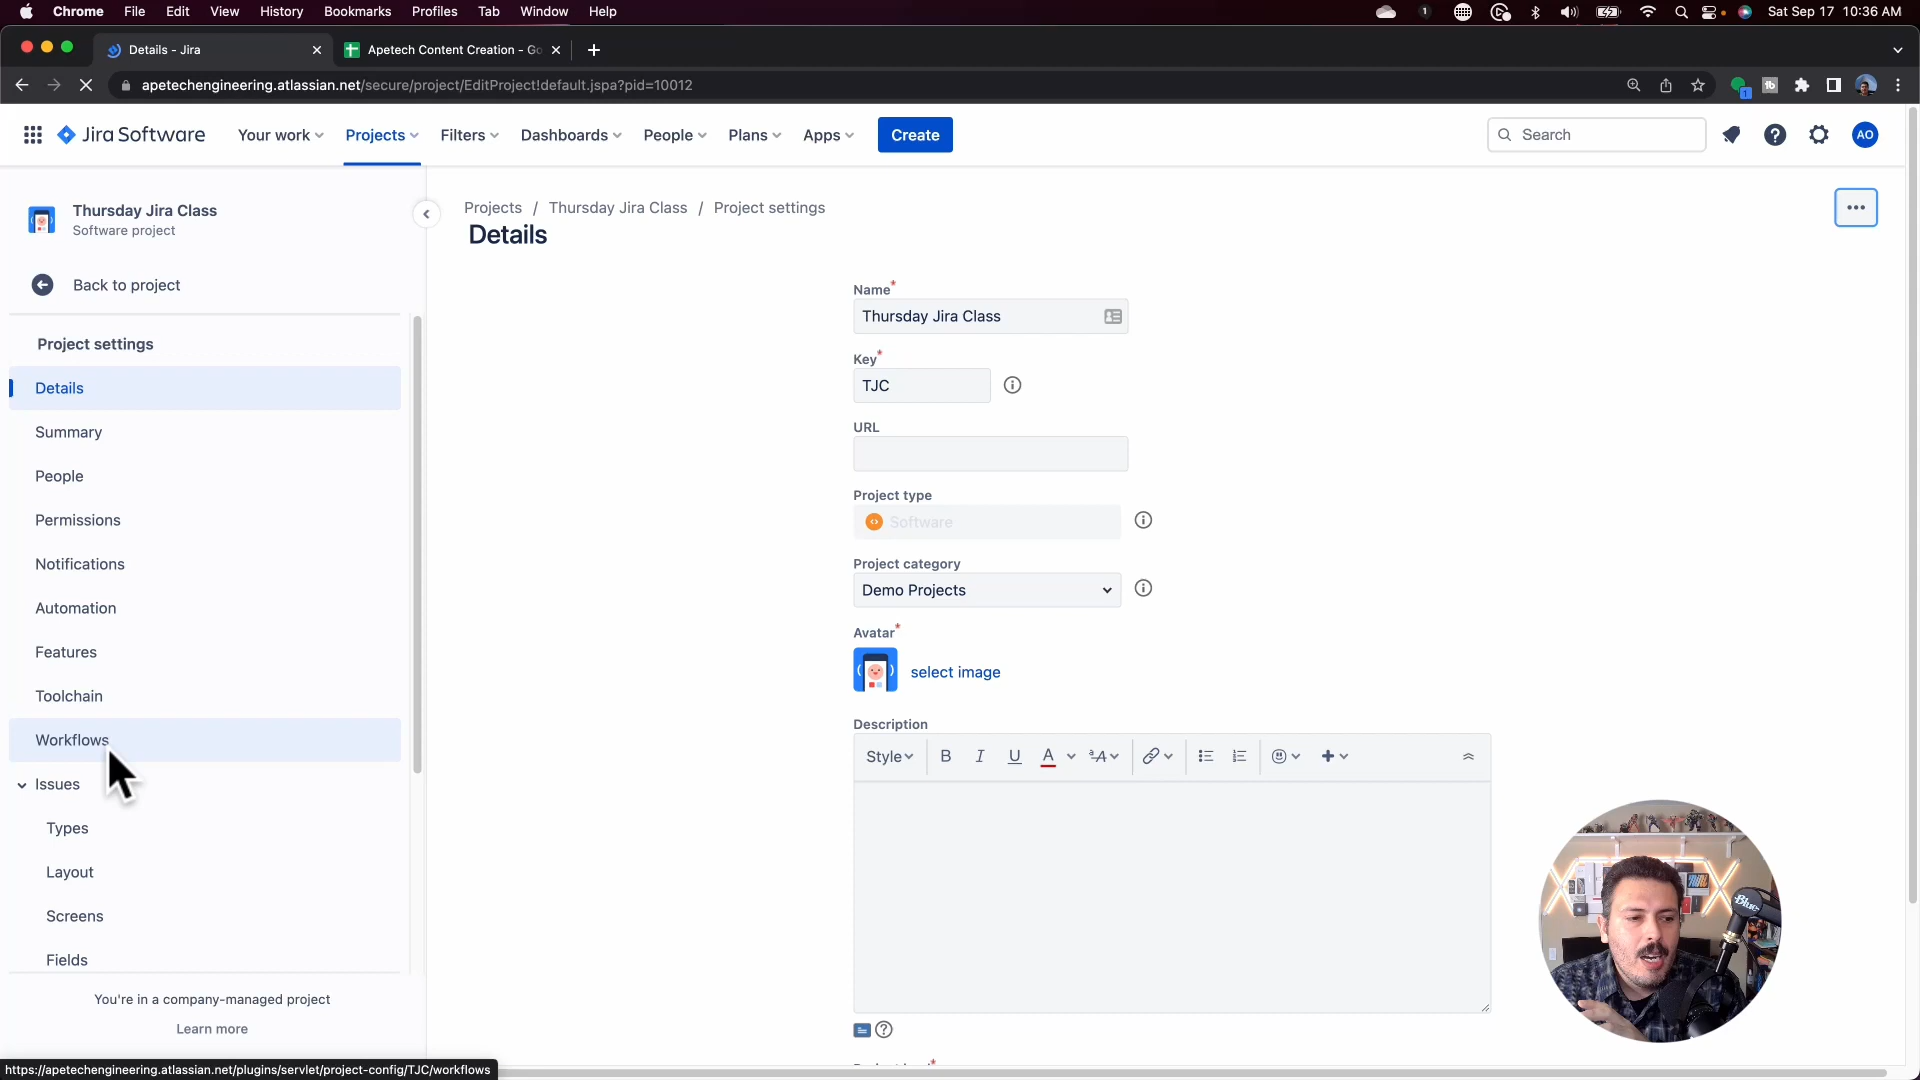 Chrome File Edit View History Bookmarks Profiles Tab Window Help
1 Sat Sep 17 10:36 AM
Details - Jira
Apetech Content Creation - Go
apetechengineering.atlassian.net/secure/project/EditProject!default.jspa?pid=10012
1
Jira Software Your work Projects Filters Dashboards People Plans Apps Create Search AO
Thursday Jira Class
Software project
Back to project
Project settings
Details
Summary
People
Permissions
Notifications
Automation
Features
Toolchain
Workflows
Issues
Types
Layout
Screens
Fields
You're in a company-managed project
Learn more
https://apetechengineering.atlassian.net/plugins/servlet/project-config/TJC/workflows
Projects / Thursday Jira Class / Project settings
Details
Name*
Thursday Jira Class
Key*
TJC
URL
Project type
Software
Project category
Demo Projects
Avatar*
select image
Description
Style B I U A
Blue